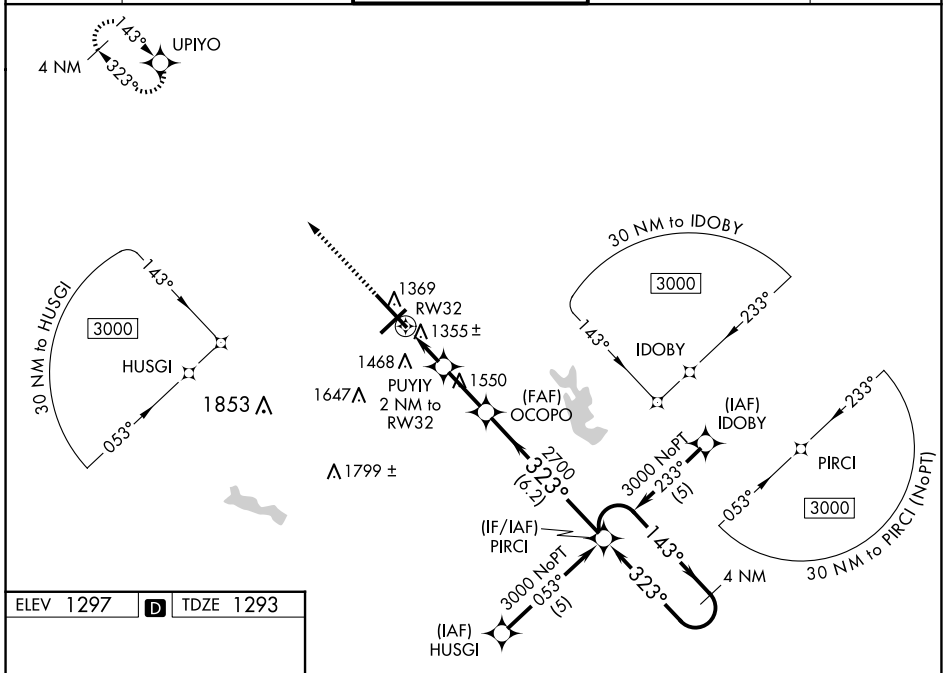 143°
UPIYO
4 NM
323°
30 NM to IDOBY
3000
143°
233°
IDOBY
143°
30 NM to HUSGI
3000
HUSGI
053°
1369
RW32
1355 ±
1468
PUYIY
2 NM to
RW32
1550
1647
1853
1799 ±
(FAF)
OCOPO
2700
323°
(6.2)
(IAF)
IDOBY
3000 NoPT
233°
(5)
233°
PIRCI
053°
3000
30 NM to PIRCI (NoPT)
(IF/IAF)
PIRCI
143°
323°
4 NM
3000 NoPT
053°
(5)
(IAF)
HUSGI
ELEV 1297 D TDZE 1293